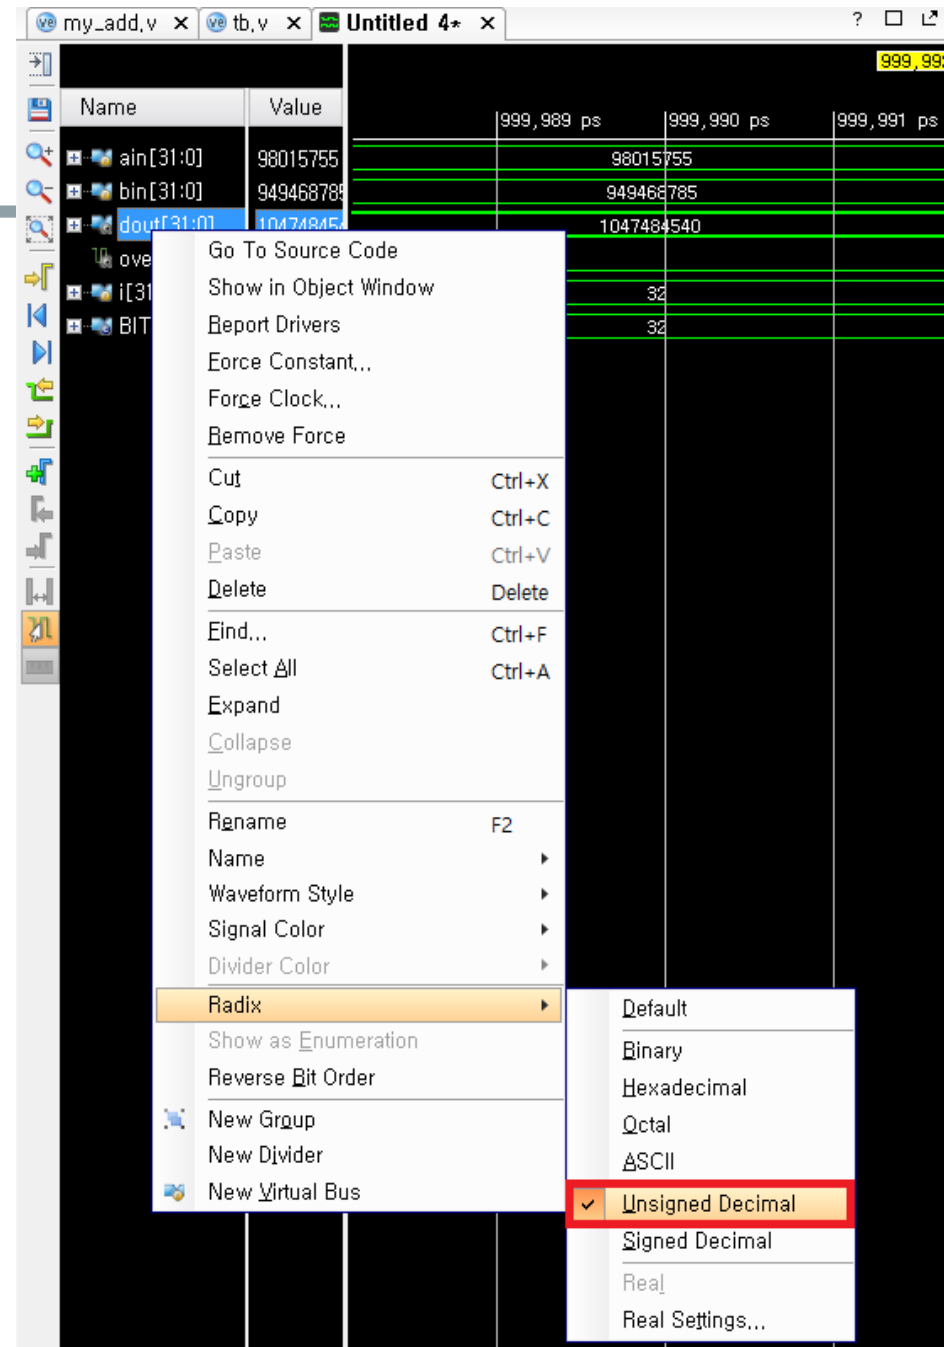 my_add.v × tb.v × Untitled 4* × ?
999,99
Name Value
999,989 ps 999,990 ps 999,991 ps
ain[31:0] 98015755 98015755
bin[31:0] 949468785 949468785
dout[31:0] 104748454 1047484540
ove
i[31 32
BIT 32
Go To Source Code
Show in Object Window
Report Drivers
Force Constant...
Force Clock...
Remove Force
Cut Ctrl+X
Copy Ctrl+C
Paste Ctrl+V
Delete Delete
Find... Ctrl+F
Select All Ctrl+A
Expand
Collapse
Ungroup
Rename F2
Name
Waveform Style
Signal Color
Divider Color
Radix
Show as Enumeration
Reverse Bit Order
New Group
New Divider
New Virtual Bus
Default
Binary
Hexadecimal
Octal
ASCII
Unsigned Decimal
Signed Decimal
Real
Real Settings...